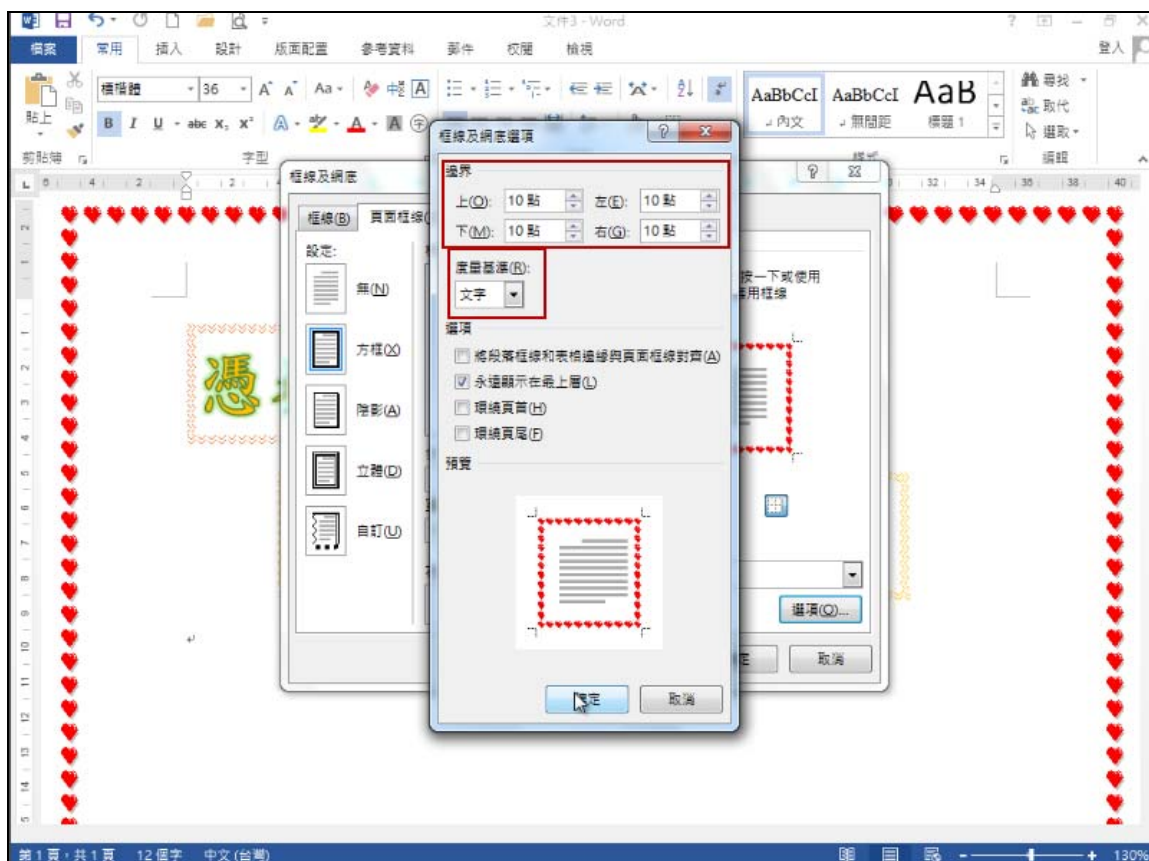 文件3 - Word
檔案 常用 插入 設計 版面配置 參考資料 郵件 校閱 檢視 登入
標楷體 36 A A Aa A
貼上 B I U abc X₂ X² A A A 字
AaBbCcI AaBbCcI AaB
內文 無間距 標題 1
尋找
取代
選取
剪貼簿 字型 樣式 編輯
框線及網底
框線(B) 頁面框線(
設定:
無(N)
方框(X)
陰影(A)
立體(D)
自訂(U)
按一下或使用
用框線
選項(O)...
取消
框線及網底選項
邊界
上(O): 10 點 左(E): 10 點
下(M): 10 點 右(G): 10 點
度量基準(R):
文字
選項
將段落框線和表格邊緣與頁面框線對齊(A)
永遠顯示在最上層(L)
環繞頁首(H)
環繞頁尾(F)
預覽
確定 取消
憑
第 1 頁，共 1 頁 12 個字 中文 (台灣) 130%